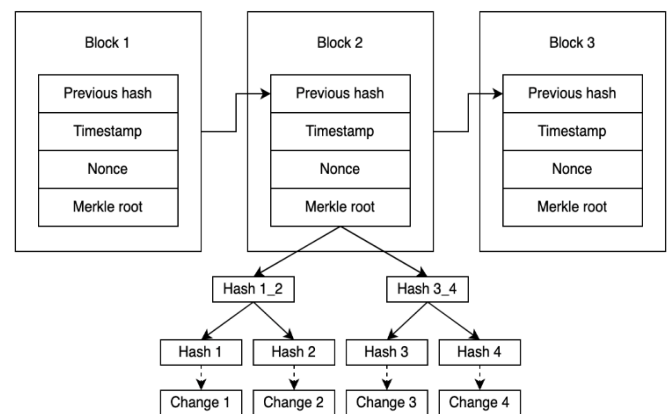 Block 1 Block 2 Block 3
Previous hash Previous hash Previous hash
Timestamp Timestamp Timestamp
Nonce Nonce Nonce
Merkle root Merkle root Merkle root
Hash 1_2 Hash 3_4
Hash 1 Hash 2 Hash 3 Hash 4
Change 1 Change 2 Change 3 Change 4